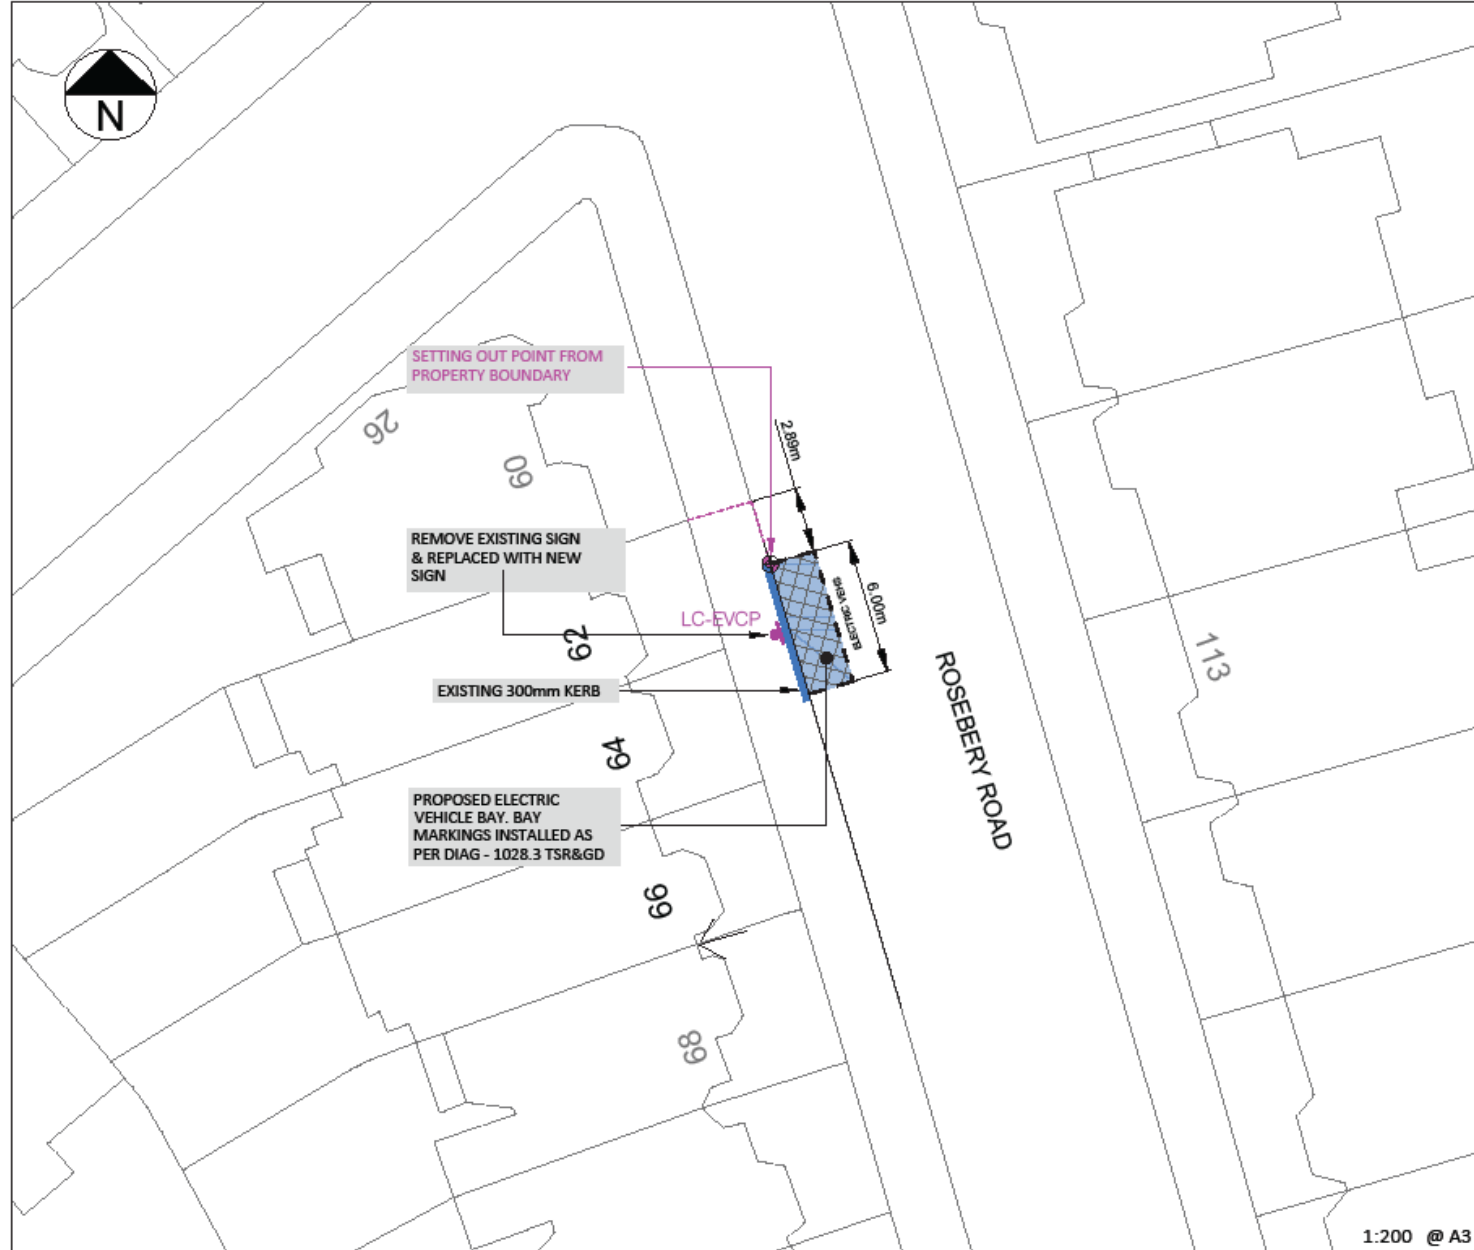 N
SETTING OUT POINT FROM
PROPERTY BOUNDARY
26
60
2.89m
REMOVE EXISTING SIGN
& REPLACED WITH NEW
SIGN
LC-EVCP
ELECTRIC VEHS
6.00m
62
EXISTING 300mm KERB
64
PROPOSED ELECTRIC
VEHICLE BAY. BAY
MARKINGS INSTALLED AS
PER DIAG - 1028.3 TSR&GD
ROSEBERY ROAD
113
66
68
1:200 @ A3